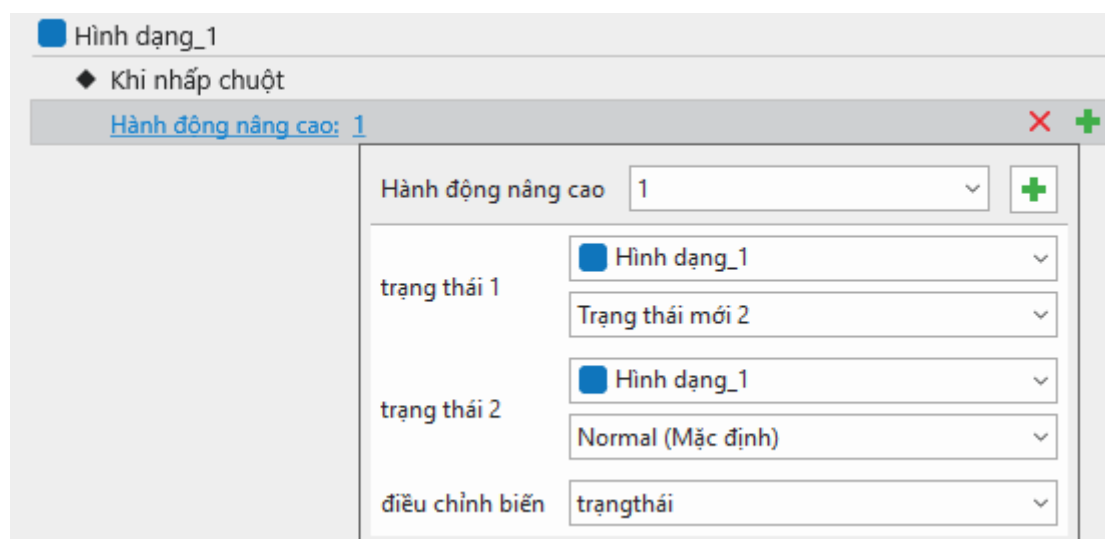 Hình dạng_1
Khi nhấp chuột
Hành đông nâng cao: 1
Hành động nâng cao 1
Hình dạng_1
trạng thái 1
Trạng thái mới 2
Hình dạng_1
trạng thái 2
Normal (Mặc định)
điều chỉnh biến trạngthái